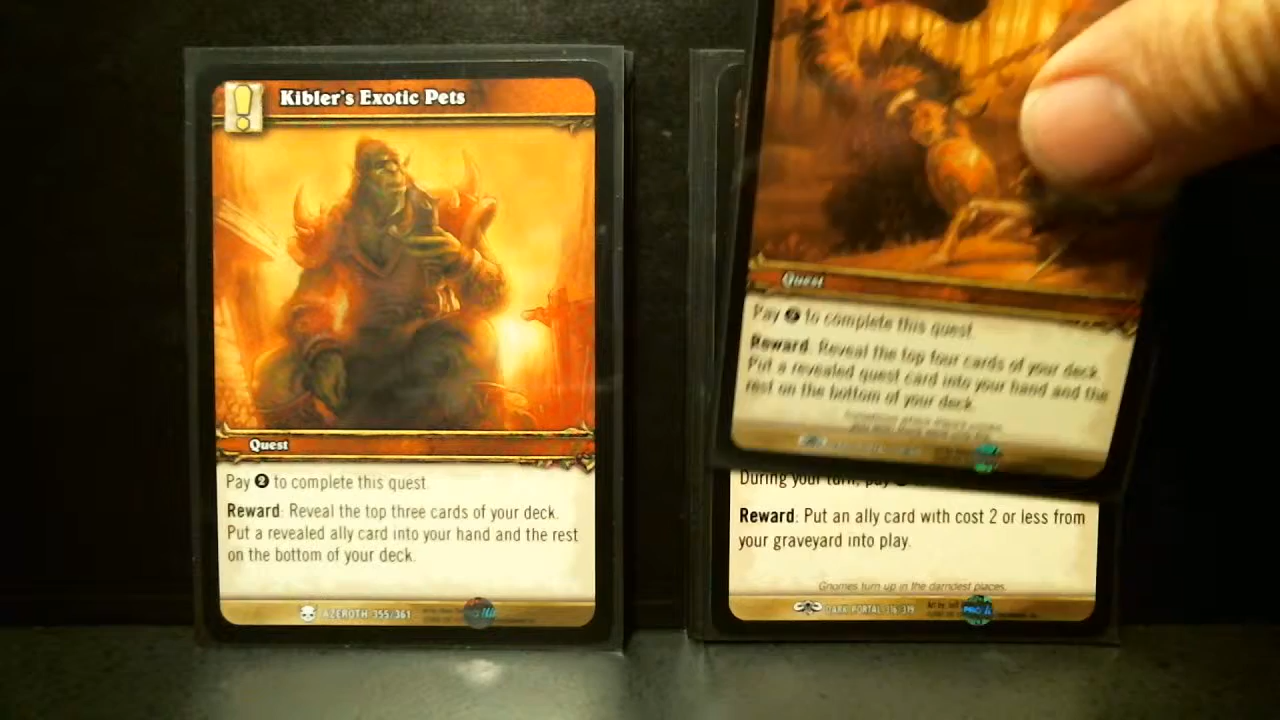 Kibler's Exotic Pets
Quest
Pay 2 to complete this quest.
Reward: Reveal the top three cards of your deck.
Put a revealed ally card into your hand and the rest
on the bottom of your deck.
AZEROTH 355/361
Quest
Pay 2 to complete this quest.
Reward: Reveal the top four cards of your deck.
Put a revealed quest card into your hand and the
rest on the bottom of your deck.
During your turn, pay
Reward: Put an ally card with cost 2 or less from
your graveyard into play.
Gnomes turn up in the darndest places.
DARK PORTAL 316/319